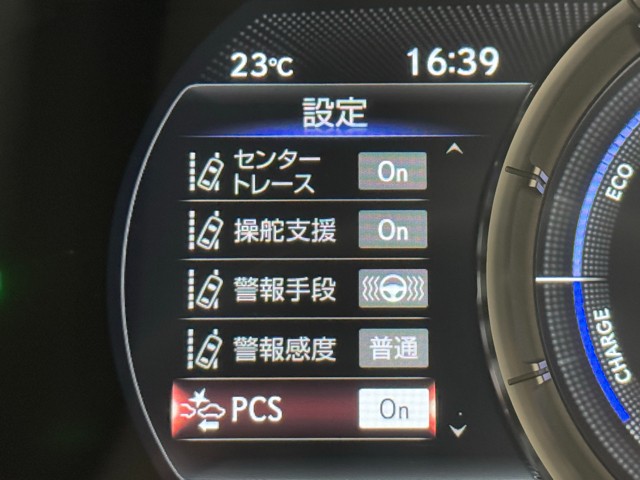 23℃ 16:39
設定
センター
トレース On
操舵支援 On
警報手段
警報感度 普通
PCS On
ECO
CHARGE